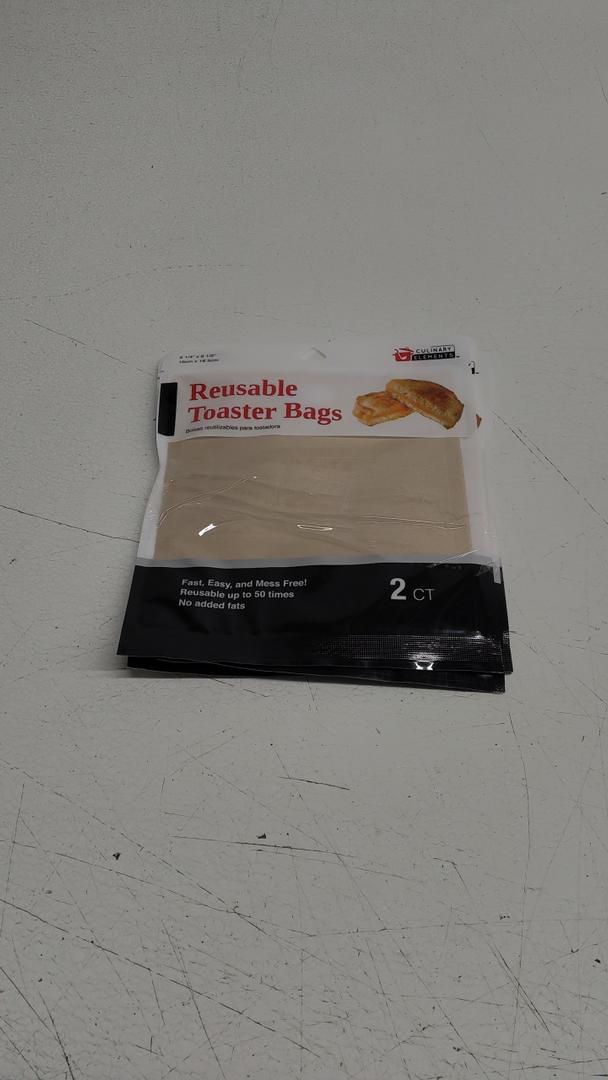 CULINARY
ELEMENTS
Reusable
Toaster Bags
Bolsas reutilizables para tostadora
Fast, Easy, and Mess Free!
Reusable up to 50 times
No added fats
2 CT